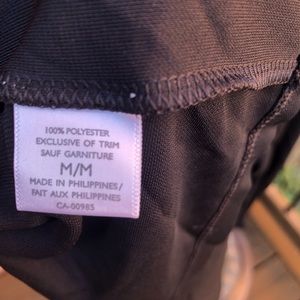 100% POLYESTER
EXCLUSIVE OF TRIM
SAUF GARNITURE
M/M
MADE IN PHILIPPINES/
FAIT AUX PHILIPPINES
CA-00985